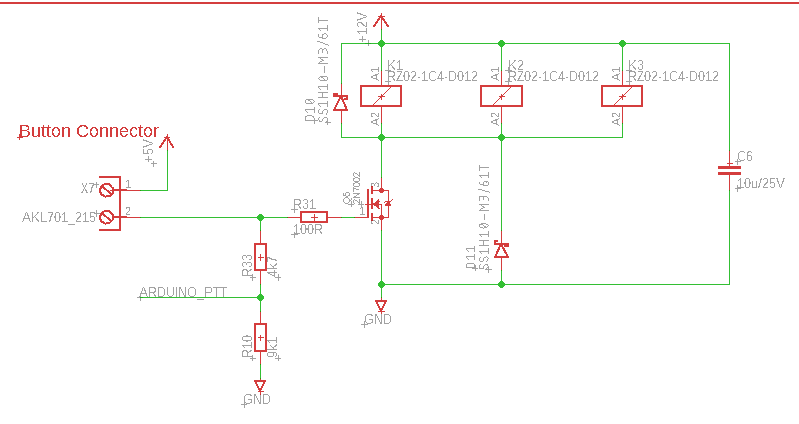 +12V
D10
SS1H10-M3/61T
K1
RZ02-1C4-D012
A1
A2
K2
RZ02-1C4-D012
A1
A2
K3
RZ02-1C4-D012
A1
A2
Button Connector
+5V
X7
1
AKL701_215
2
R31
100R
Q5
2N7002
3
1
2
D11
SS1H10-M3/61T
C6
10u/25V
R33
4k7
ARDUINO_PTT
R10
9k1
GND
GND